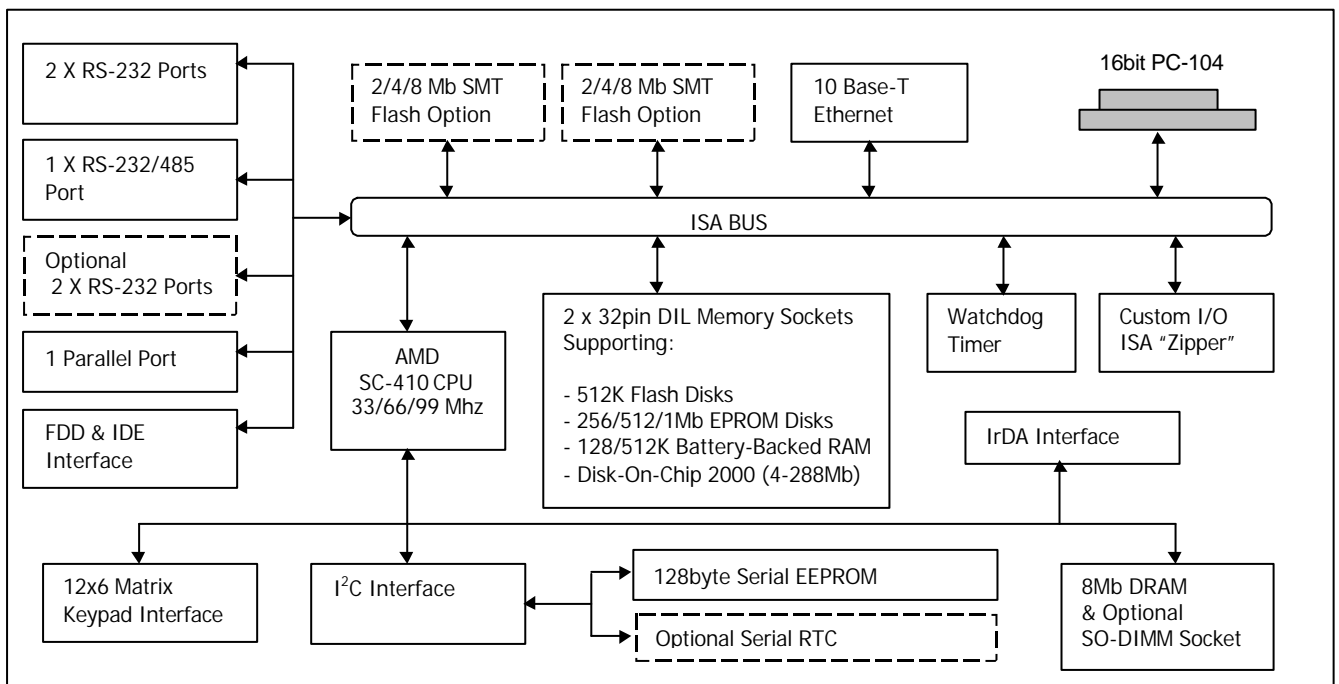 2 X RS-232 Ports
1 X RS-232/485
Port
Optional
2 X RS-232 Ports
1 Parallel Port
FDD & IDE
Interface
2/4/8 Mb SMT
Flash Option
2/4/8 Mb SMT
Flash Option
10 Base-T
Ethernet
16bit PC-104
ISA BUS
AMD
SC-410 CPU
33/66/99 Mhz
2 x 32pin DIL Memory Sockets
Supporting:
- 512K Flash Disks
- 256/512/1Mb EPROM Disks
- 128/512K Battery-Backed RAM
- Disk-On-Chip 2000 (4-288Mb)
Watchdog
Timer
Custom I/O
ISA “Zipper”
IrDA Interface
12x6 Matrix
Keypad Interface
I²C Interface
128byte Serial EEPROM
Optional Serial RTC
8Mb DRAM
& Optional
SO-DIMM Socket